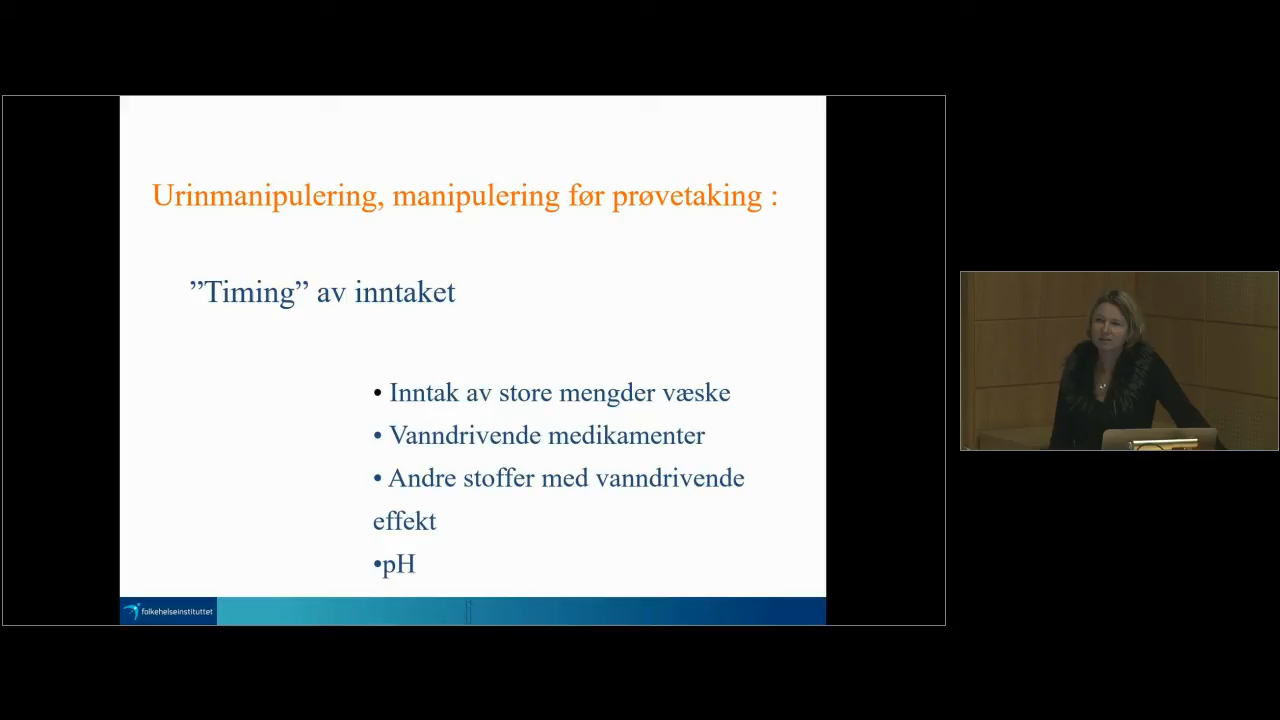 Urinmanipulering, manipulering før prøvetaking :
”Timing” av inntaket
• Inntak av store mengder væske
• Vanndrivende medikamenter
• Andre stoffer med vanndrivende
effekt
•pH
folkehelseinstituttet